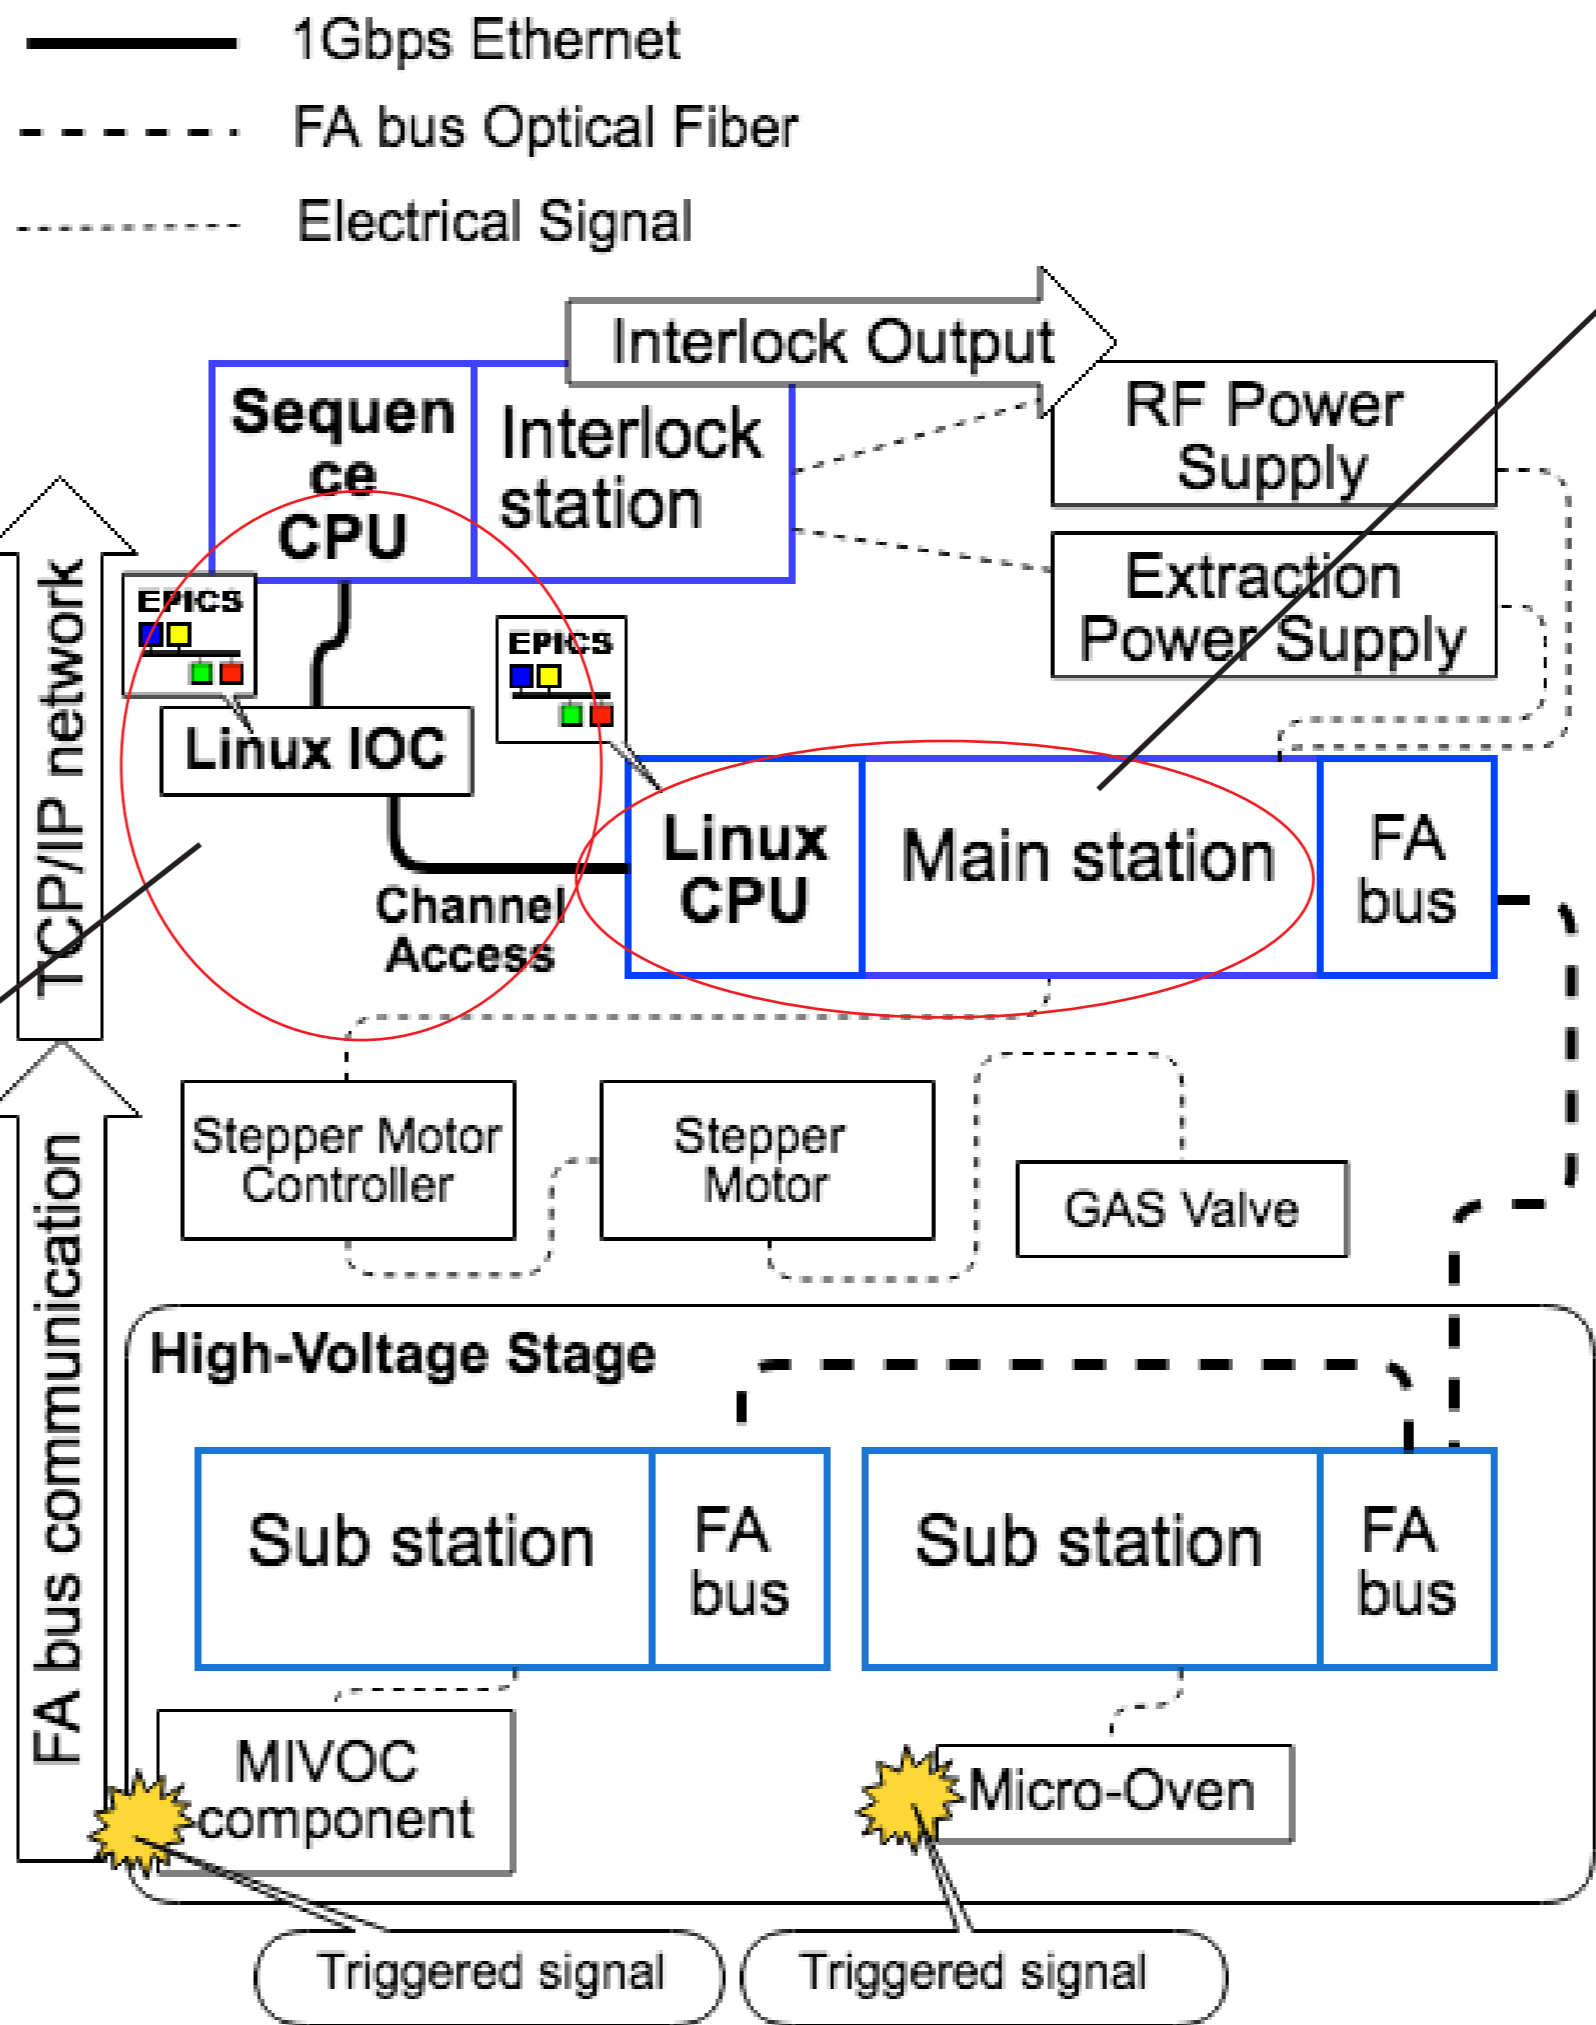 1Gbps Ethernet
FA bus Optical Fiber
Electrical Signal
Interlock Output
Sequen
ce
CPU
Interlock
station
RF Power
Supply
Extraction
Power Supply
TCP/IP network
EPICS
EPICS
Linux IOC
Channel
Access
Linux
CPU
Main station
FA
bus
Stepper Motor
Controller
Stepper
Motor
GAS Valve
FA bus communication
High-Voltage Stage
Sub station
FA
bus
Sub station
FA
bus
MIVOC
component
Micro-Oven
Triggered signal
Triggered signal